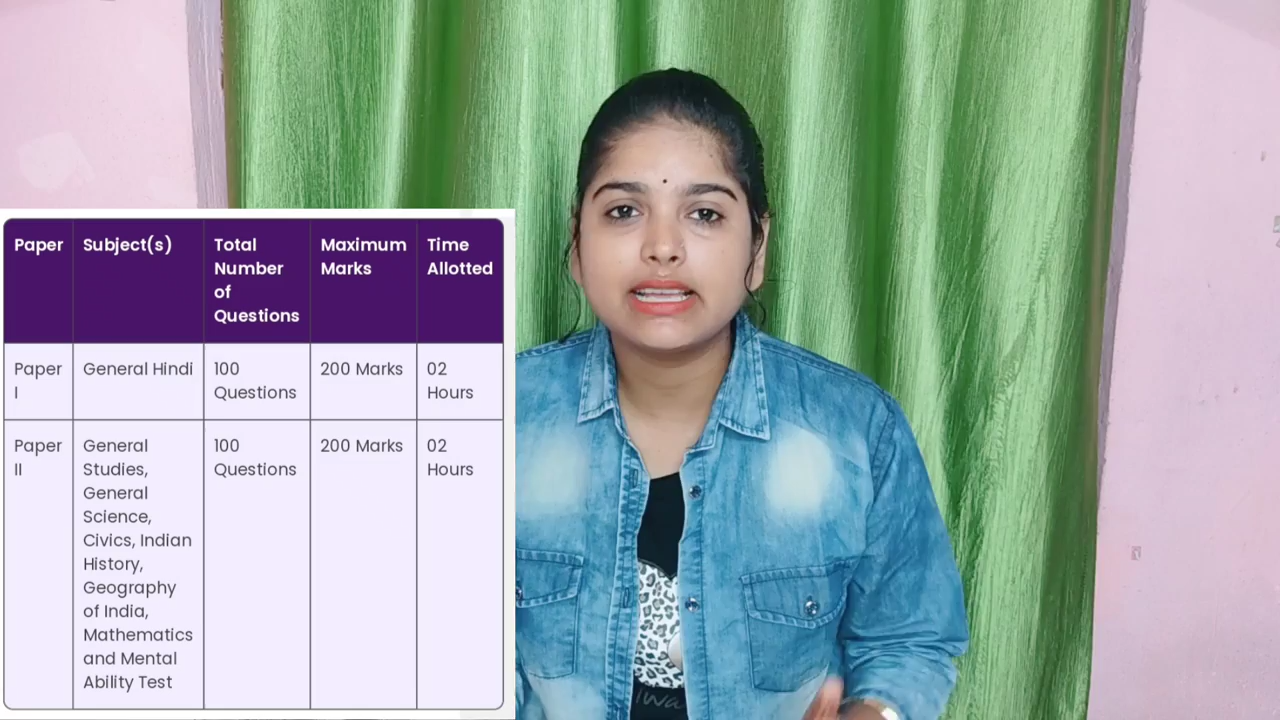 Paper Subject(s) Total Number of Questions Maximum Marks Time Allotted
Paper I General Hindi 100 Questions 200 Marks 02 Hours
Paper II General Studies, General Science, Civics, Indian History, Geography of India, Mathematics and Mental Ability Test 100 Questions 200 Marks 02 Hours